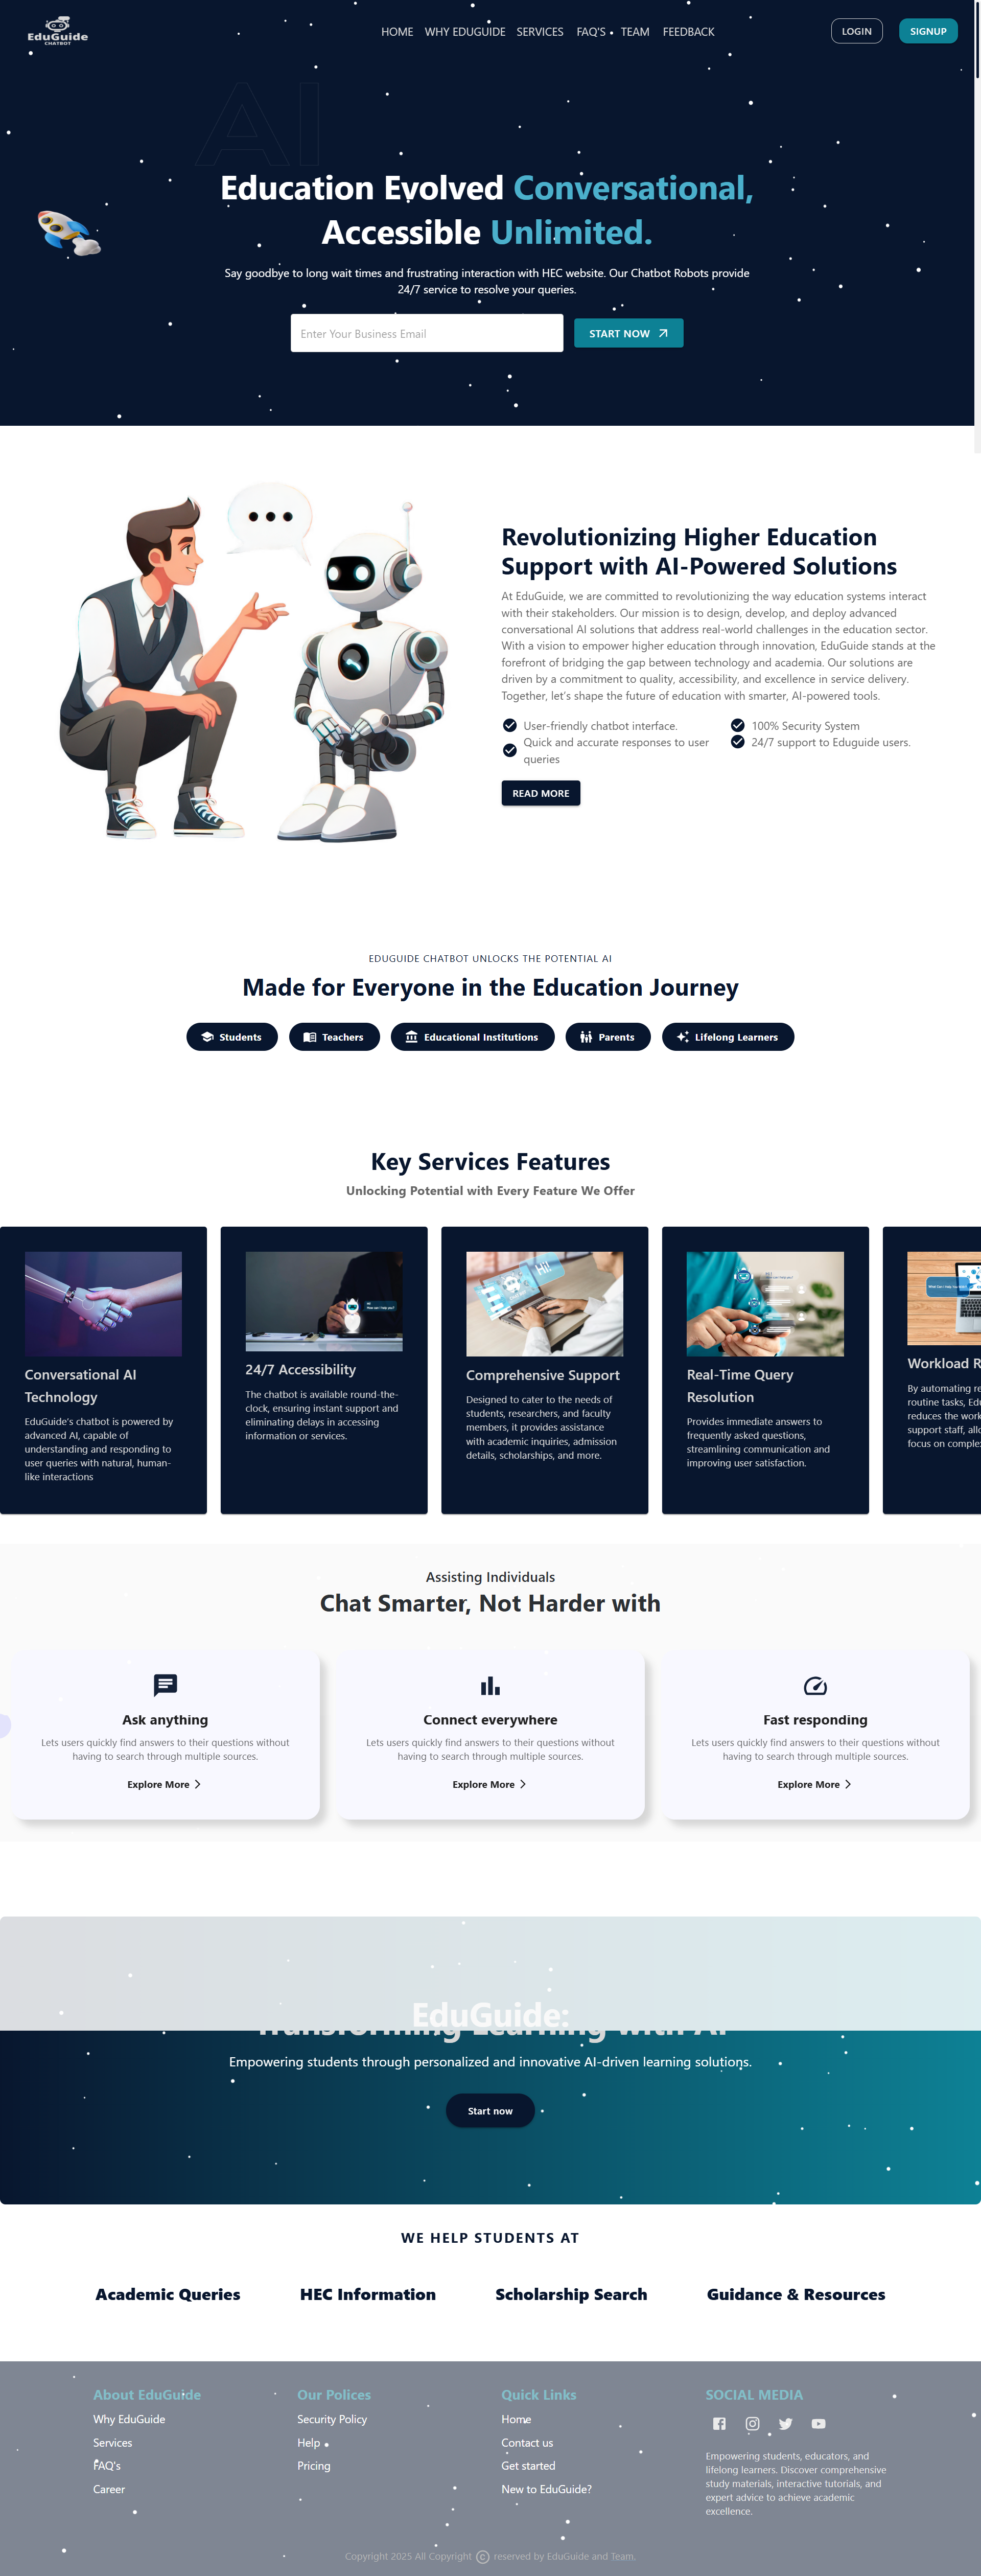 EduGuide
CHATBOT
HOME WHY EDUGUIDE SERVICES FAQ'S TEAM FEEDBACK
LOGIN
SIGNUP
AI
Education Evolved Conversational,
Accessible Unlimited.
Say goodbye to long wait times and frustrating interaction with HEC website. Our Chatbot Robots provide
24/7 service to resolve your queries.
Enter Your Business Email
START NOW
Revolutionizing Higher Education
Support with AI-Powered Solutions
At EduGuide, we are committed to revolutionizing the way education systems interact
with their stakeholders. Our mission is to design, develop, and deploy advanced
conversational AI solutions that address real-world challenges in the education sector.
With a vision to empower higher education through innovation, EduGuide stands at the
forefront of bridging the gap between technology and academia. Our solutions are
driven by a commitment to quality, accessibility, and excellence in service delivery.
Together, let's shape the future of education with smarter, AI-powered tools.
User-friendly chatbot interface.
Quick and accurate responses to user
queries
100% Security System
24/7 support to Eduguide users.
READ MORE
EDUGUIDE CHATBOT UNLOCKS THE POTENTIAL AI
Made for Everyone in the Education Journey
Students
Teachers
Educational Institutions
Parents
Lifelong Learners
Key Services Features
Unlocking Potential with Every Feature We Offer
Conversational AI
Technology
EduGuide's chatbot is powered by
advanced AI, capable of
understanding and responding to
user queries with natural, human-
like interactions
24/7 Accessibility
The chatbot is available round-the-
clock, ensuring instant support and
eliminating delays in accessing
information or services.
Hi!
Comprehensive Support
Designed to cater to the needs of
students, researchers, and faculty
members, it provides assistance
with academic inquiries, admission
details, scholarships, and more.
Real-Time Query
Resolution
Provides immediate answers to
frequently asked questions,
streamlining communication and
improving user satisfaction.
Workload R
By automating re
routine tasks, Edu
reduces the work
support staff, allo
focus on comple
Assisting Individuals
Chat Smarter, Not Harder with
Ask anything
Lets users quickly find answers to their questions without
having to search through multiple sources.
Explore More
Connect everywhere
Lets users quickly find answers to their questions without
having to search through multiple sources.
Explore More
Fast responding
Lets users quickly find answers to their questions without
having to search through multiple sources.
Explore More
EduGuide:
Transforming Learning with AI
Empowering students through personalized and innovative AI-driven learning solutions.
Start now
WE HELP STUDENTS AT
Academic Queries
HEC Information
Scholarship Search
Guidance & Resources
About EduGuide
Why EduGuide
Services
FAQ's
Career
Our Polices
Security Policy
Help
Pricing
Quick Links
Home
Contact us
Get started
New to EduGuide?
SOCIAL MEDIA
Empowering students, educators, and
lifelong learners. Discover comprehensive
study materials, interactive tutorials, and
expert advice to achieve academic
excellence.
Copyright 2025 All Copyright © reserved by EduGuide and Team.